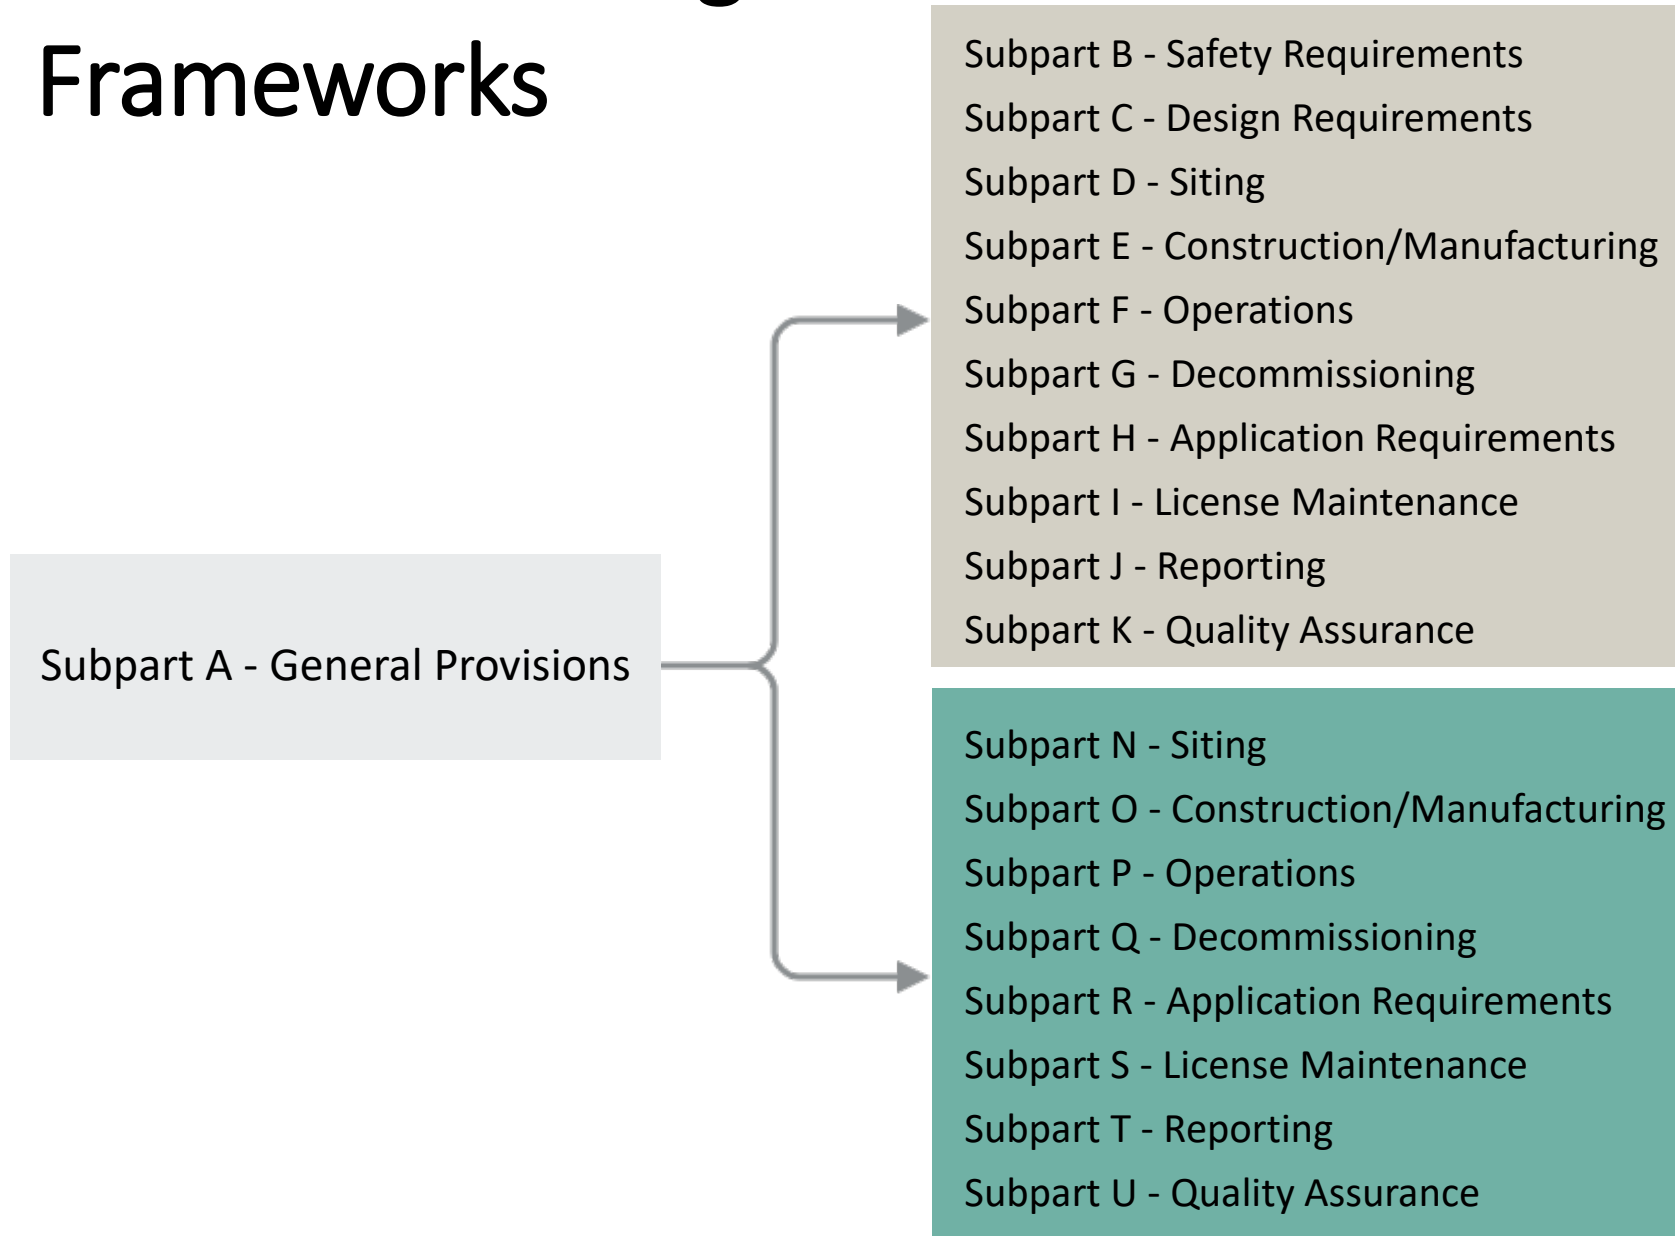 Frameworks
Subpart B - Safety Requirements
Subpart C - Design Requirements
Subpart D - Siting
Subpart E - Construction/Manufacturing
Subpart F - Operations
Subpart G - Decommissioning
Subpart H - Application Requirements
Subpart I - License Maintenance
Subpart J - Reporting
Subpart K - Quality Assurance
Subpart A - General Provisions
Subpart N - Siting
Subpart O - Construction/Manufacturing
Subpart P - Operations
Subpart Q - Decommissioning
Subpart R - Application Requirements
Subpart S - License Maintenance
Subpart T - Reporting
Subpart U - Quality Assurance